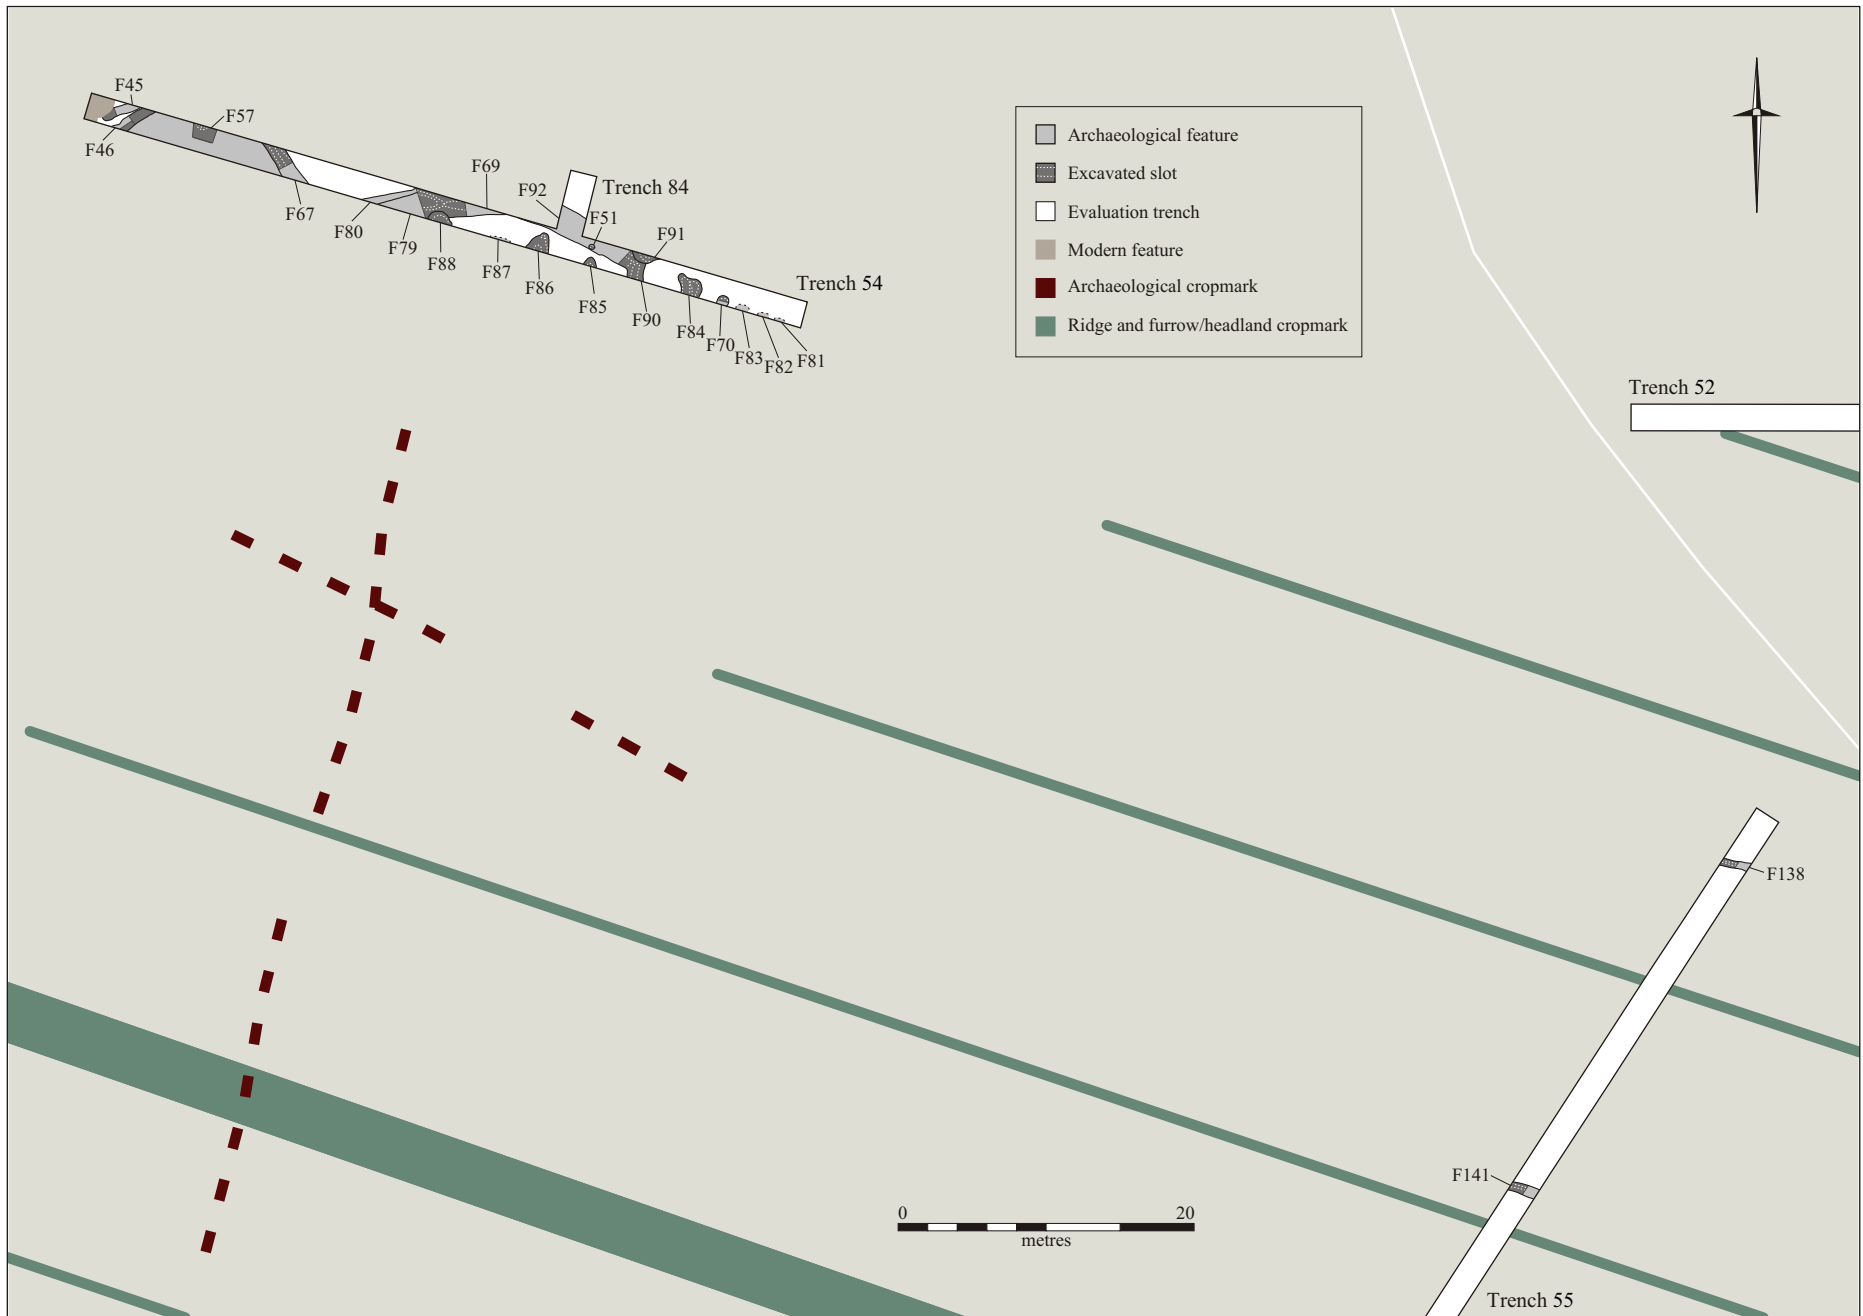 F45
F57
F46
F67
F80
F79
F88
F69
F87
F92
F86
F51
F85
F91
F90
Trench 84
F84
F70
F83
F82
F81
Trench 54
Archaeological feature
Excavated slot
Evaluation trench
Modern feature
Archaeological cropmark
Ridge and furrow/headland cropmark
Trench 52
F138
F141
Trench 55
0 20
metres